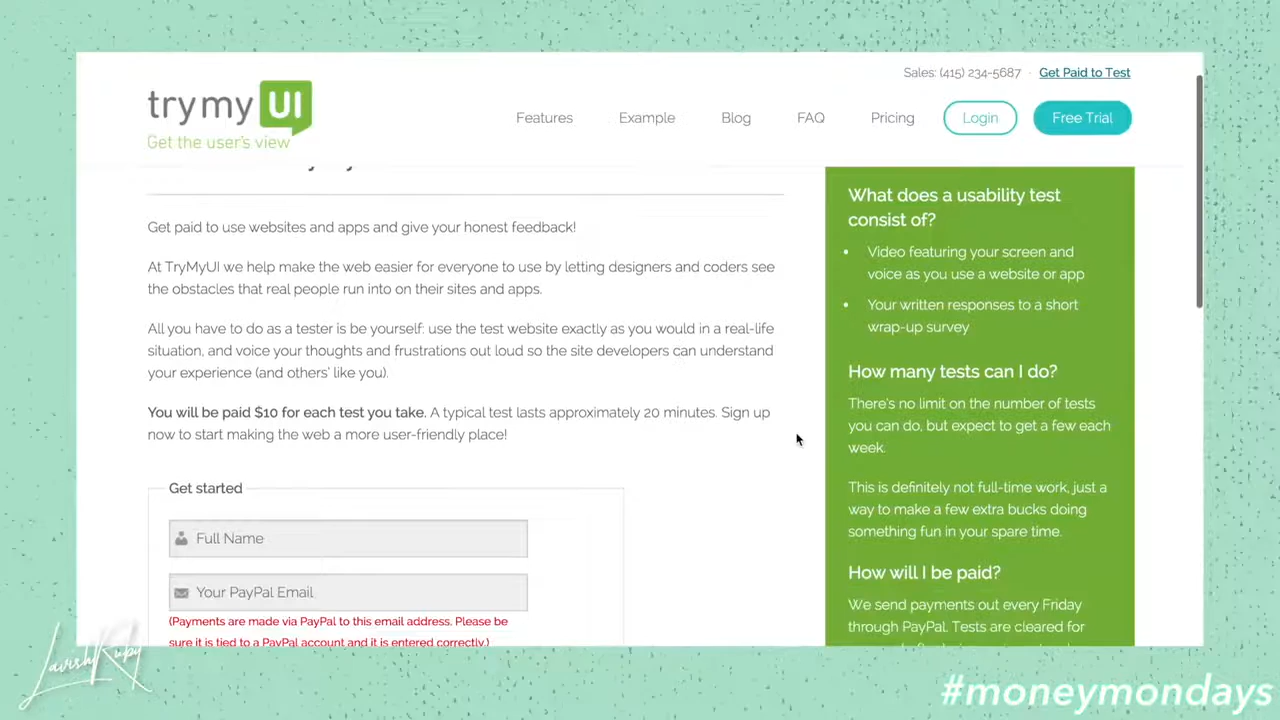 Sales: (415) 234-5687 · Get Paid to Test
trymyUI
Get the user's view
Features Example Blog FAQ Pricing Login Free Trial
Get paid to use websites and apps and give your honest feedback!
At TryMyUI we help make the web easier for everyone to use by letting designers and coders see
the obstacles that real people run into on their sites and apps.
All you have to do as a tester is be yourself: use the test website exactly as you would in a real-life
situation, and voice your thoughts and frustrations out loud so the site developers can understand
your experience (and others' like you).
You will be paid $10 for each test you take. A typical test lasts approximately 20 minutes. Sign up
now to start making the web a more user-friendly place!
Get started
Full Name
Your PayPal Email
(Payments are made via PayPal to this email address. Please be
sure it is tied to a PayPal account and it is entered correctly.)
What does a usability test
consist of?
• Video featuring your screen and
voice as you use a website or app
• Your written responses to a short
wrap-up survey
How many tests can I do?
There's no limit on the number of tests
you can do, but expect to get a few each
week.
This is definitely not full-time work, just a
way to make a few extra bucks doing
something fun in your spare time.
How will I be paid?
We send payments out every Friday
through PayPal. Tests are cleared for
LavishRuby
#moneymondays